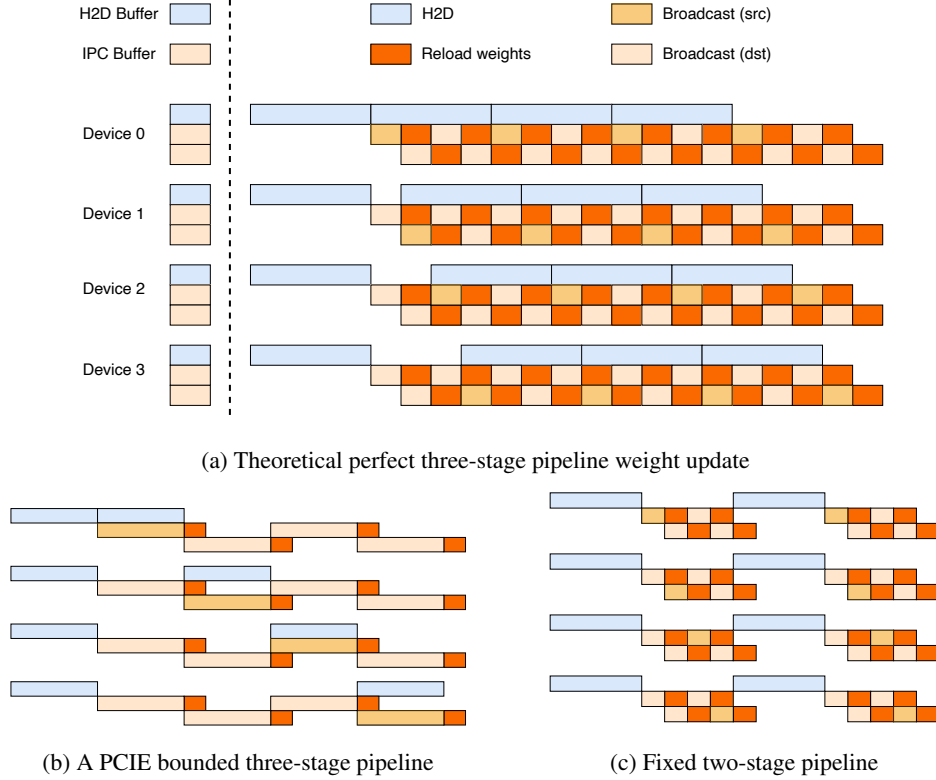 H2D Buffer
H2D
Broadcast (src)
IPC Buffer
Reload weights
Broadcast (dst)
Device 0
Device 1
Device 2
Device 3
(a) Theoretical perfect three-stage pipeline weight update
(b) A PCIE bounded three-stage pipeline
(c) Fixed two-stage pipeline